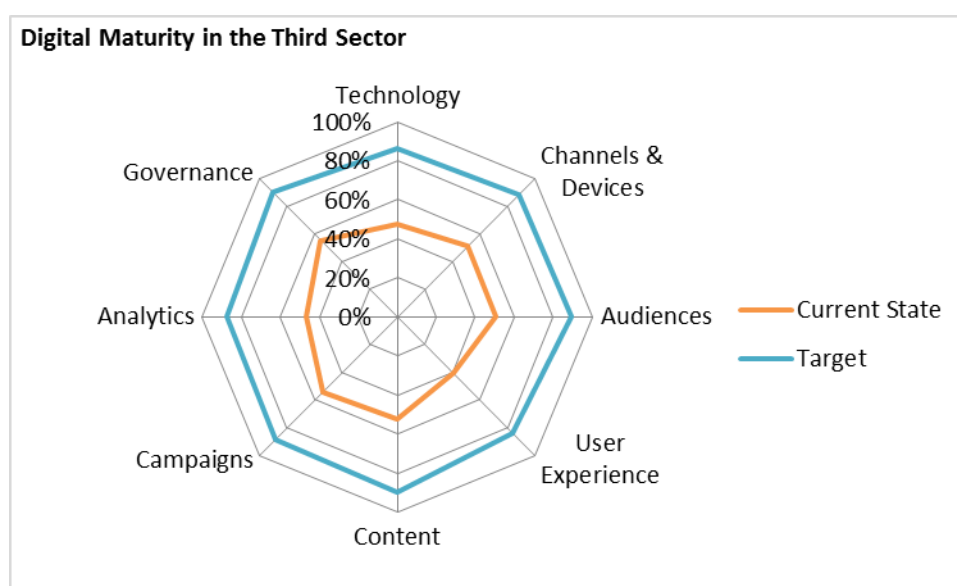 Digital Maturity in the Third Sector
Technology
100%
Channels &
Devices
80%
Governance
60%
40%
20%
Analytics
0%
Audiences
Current State
Target
User
Experience
Campaigns
Content